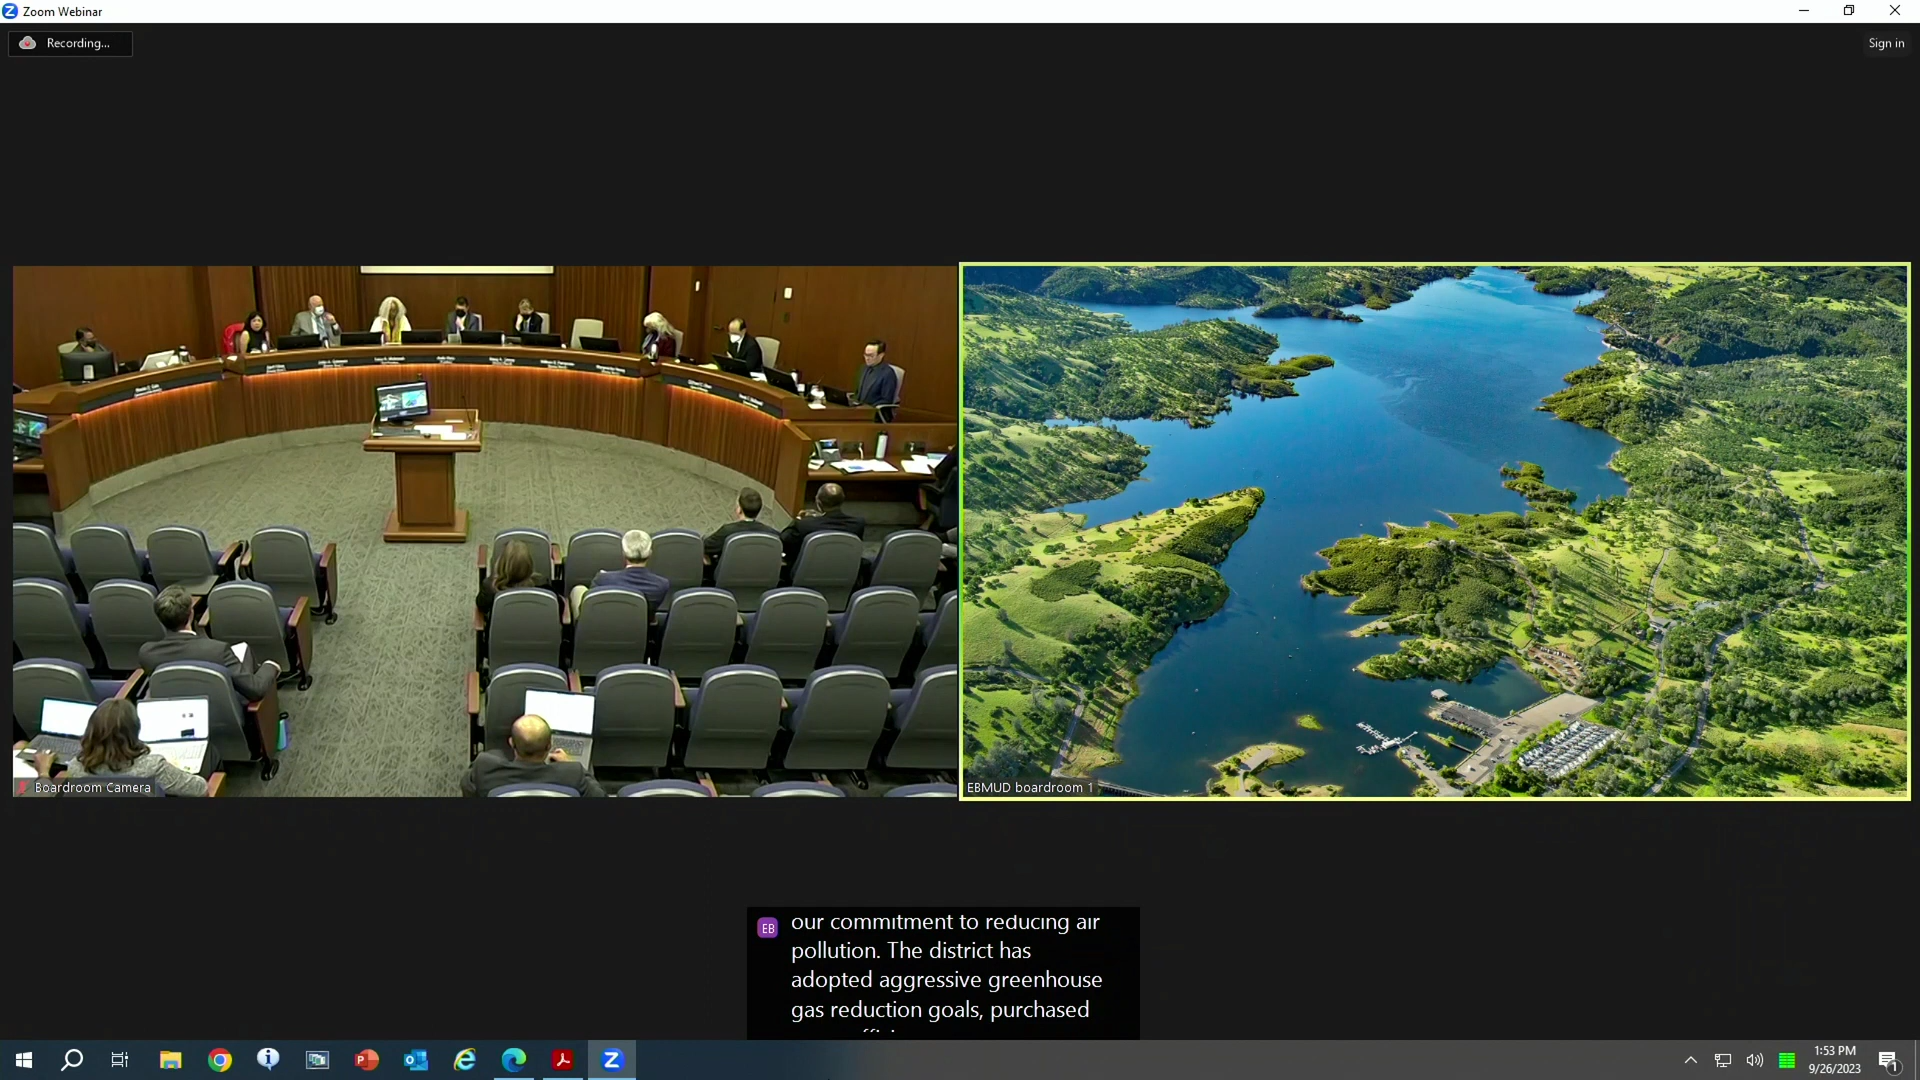 Zoom Webinar
Recording...
Sign in
Boardroom Camera
EBMUD boardroom 1
EB
our commitment to reducing air
pollution. The district has
adopted aggressive greenhouse
gas reduction goals, purchased
1:53 PM
9/26/2023
1